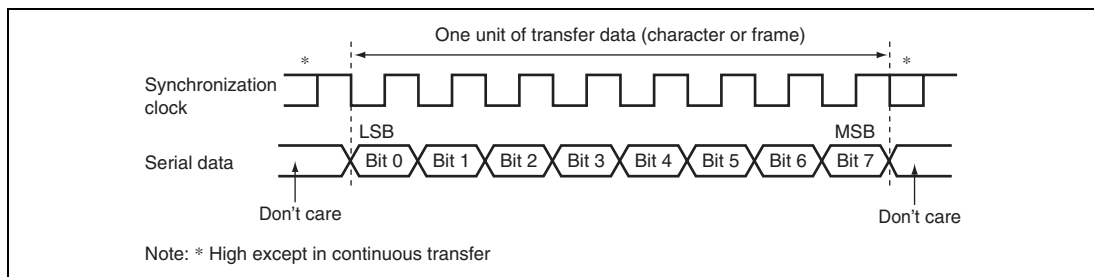 One unit of transfer data (character or frame)
*
*
Synchronization
clock
LSB
MSB
Serial data
Bit 0
Bit 1
Bit 2
Bit 3
Bit 4
Bit 5
Bit 6
Bit 7
Don't care
Don't care
Note: * High except in continuous transfer